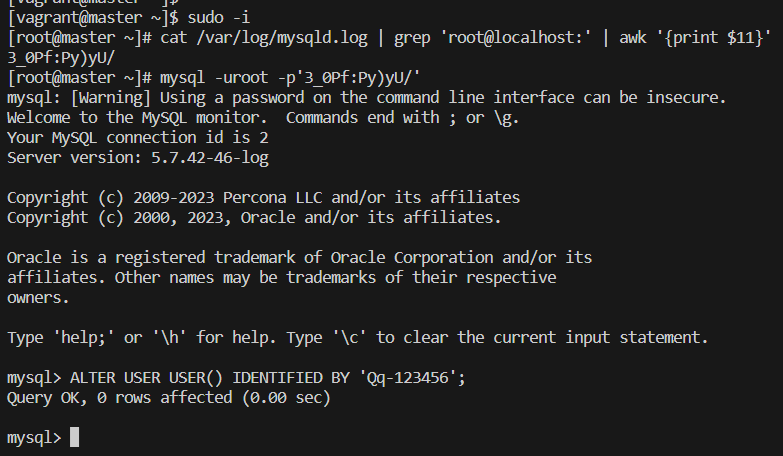 [vagrant@master ~]$
[vagrant@master ~]$ sudo -i
[root@master ~]# cat /var/log/mysqld.log | grep 'root@localhost:' | awk '{print $11}'
3_0Pf:Py)yU/
[root@master ~]# mysql -uroot -p'3_0Pf:Py)yU/'
mysql: [Warning] Using a password on the command line interface can be insecure.
Welcome to the MySQL monitor.  Commands end with ; or \g.
Your MySQL connection id is 2
Server version: 5.7.42-46-log

Copyright (c) 2009-2023 Percona LLC and/or its affiliates
Copyright (c) 2000, 2023, Oracle and/or its affiliates.

Oracle is a registered trademark of Oracle Corporation and/or its
affiliates. Other names may be trademarks of their respective
owners.

Type 'help;' or '\h' for help. Type '\c' to clear the current input statement.

mysql> ALTER USER USER() IDENTIFIED BY 'Qq-123456';
Query OK, 0 rows affected (0.00 sec)

mysql>